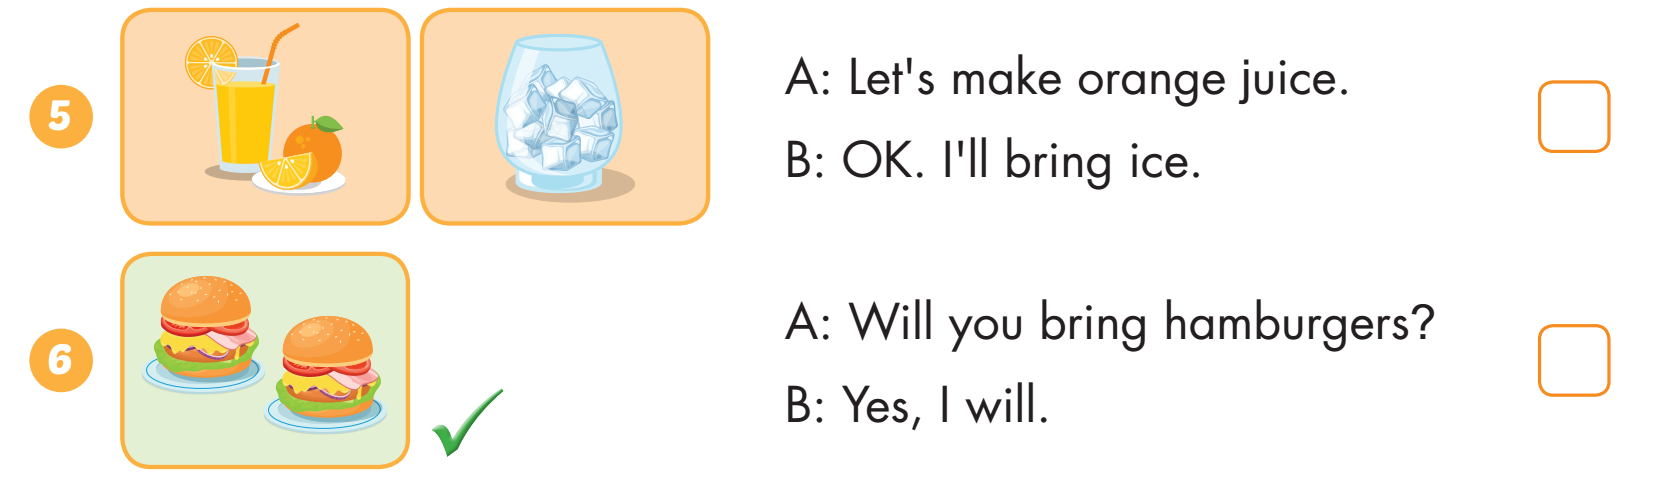 5
A: Let's make orange juice.
B: OK. I'll bring ice.
6
A: Will you bring hamburgers?
B: Yes, I will.